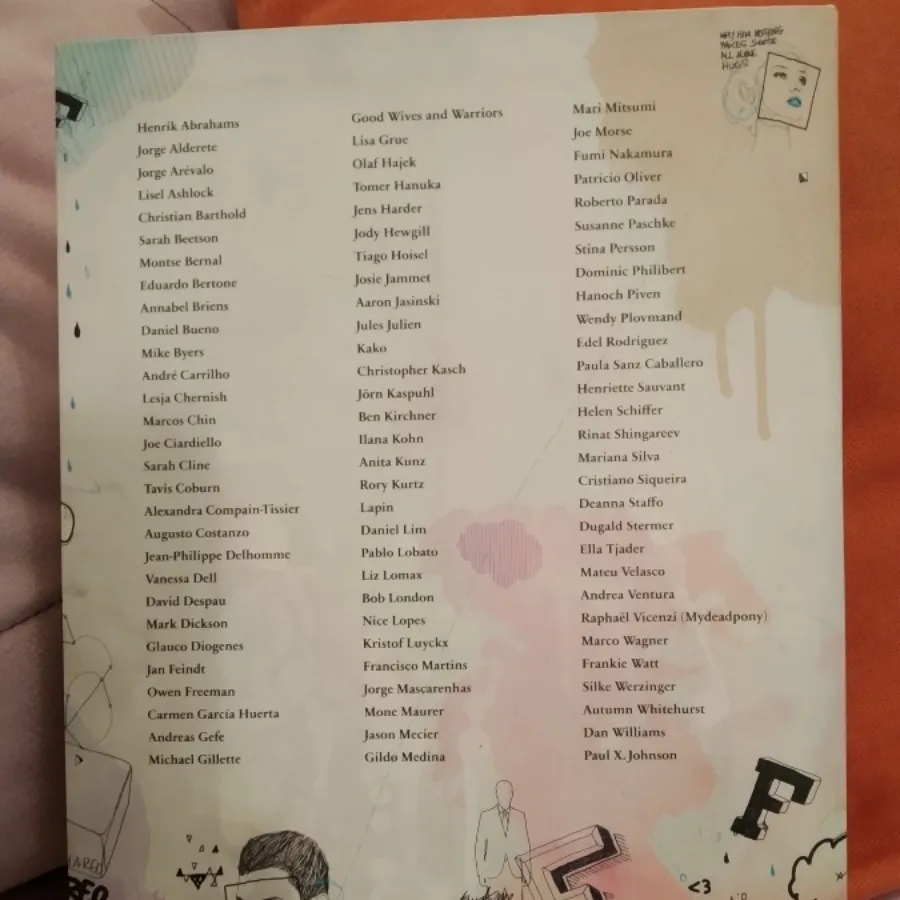 Henrik Abrahams
Jorge Alderete
Jorge Arévalo
Lisel Ashlock
Christian Barthold
Sarah Beetson
Montse Bernal
Eduardo Bertone
Annabel Briens
Daniel Bueno
Mike Byers
André Carrilho
Lesja Chernish
Marcos Chin
Joe Ciardiello
Sarah Cline
Tavis Coburn
Alexandra Compain-Tissier
Augusto Costanzo
Jean-Philippe Delhomme
Vanessa Dell
David Despau
Mark Dickson
Glauco Diogenes
Jan Feindt
Owen Freeman
Carmen García Huerta
Andreas Gefe
Michael Gillette
Good Wives and Warriors
Lisa Grue
Olaf Hajek
Tomer Hanuka
Jens Harder
Jody Hewgill
Tiago Hoisel
Josie Jammet
Aaron Jasinski
Jules Julien
Kako
Christopher Kasch
Jörn Kaspuhl
Ben Kirchner
Ilana Kohn
Anita Kunz
Rory Kurtz
Lapin
Daniel Lim
Pablo Lobato
Liz Lomax
Bob London
Nice Lopes
Kristof Luyckx
Francisco Martins
Jorge Mascarenhas
Mone Maurer
Jason Mecier
Gildo Medina
Mari Mitsumi
Joe Morse
Fumi Nakamura
Patricio Oliver
Roberto Parada
Susanne Paschke
Stina Persson
Dominic Philibert
Hanoch Piven
Wendy Plovmand
Edel Rodriguez
Paula Sanz Caballero
Henriette Sauvant
Helen Schiffer
Rinat Shingareev
Mariana Silva
Cristiano Siqueira
Deanna Staffo
Dugald Stermer
Ella Tjader
Mateu Velasco
Andrea Ventura
Raphaël Vicenzi (Mydeadpony)
Marco Wagner
Frankie Watt
Silke Werzinger
Autumn Whitehurst
Dan Williams
Paul X. Johnson
ALL ALONE
HUGS
F
E
<3